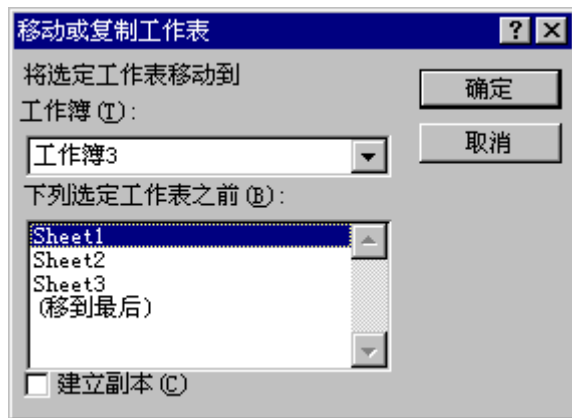 移动或复制工作表
将选定工作表移动到
工作簿(T):
工作簿3
下列选定工作表之前(B):
Sheet1
Sheet2
Sheet3
(移到最后)
建立副本(C)
确定
取消